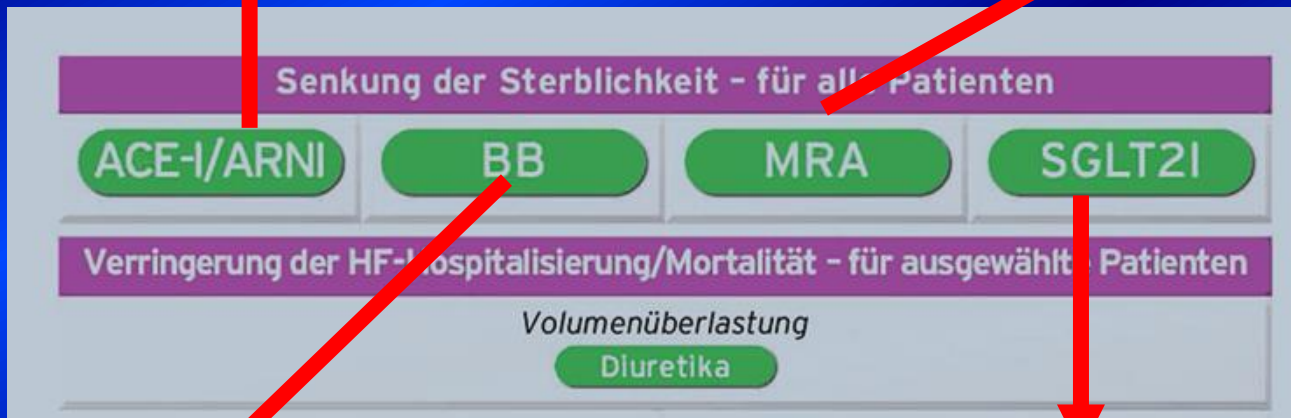 Senkung der Sterblichkeit – für alle Patienten
ACE-I/ARNI BB MRA SGLT2I
Verringerung der HF-Hospitalisierung/Mortalität – für ausgewählte Patienten
Volumenüberlastung
Diuretika